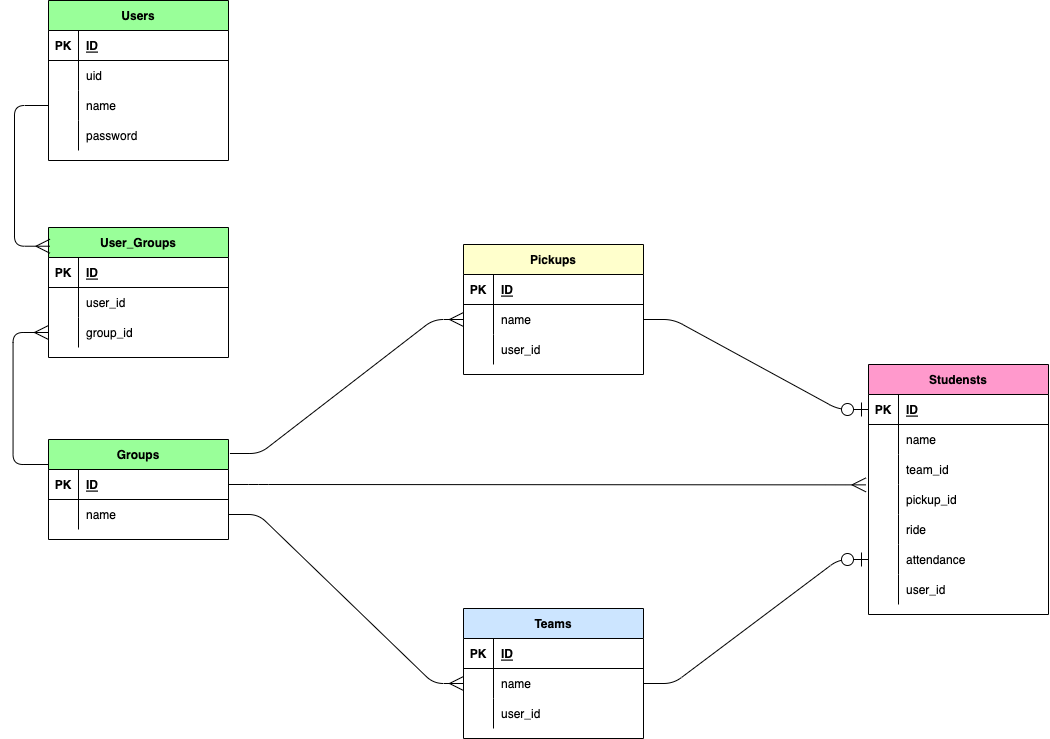 Users
PK ID
uid
name
password
User_Groups
PK ID
user_id
group_id
Groups
PK ID
name
Pickups
PK ID
name
user_id
Teams
PK ID
name
user_id
Studensts
PK ID
name
team_id
pickup_id
ride
attendance
user_id